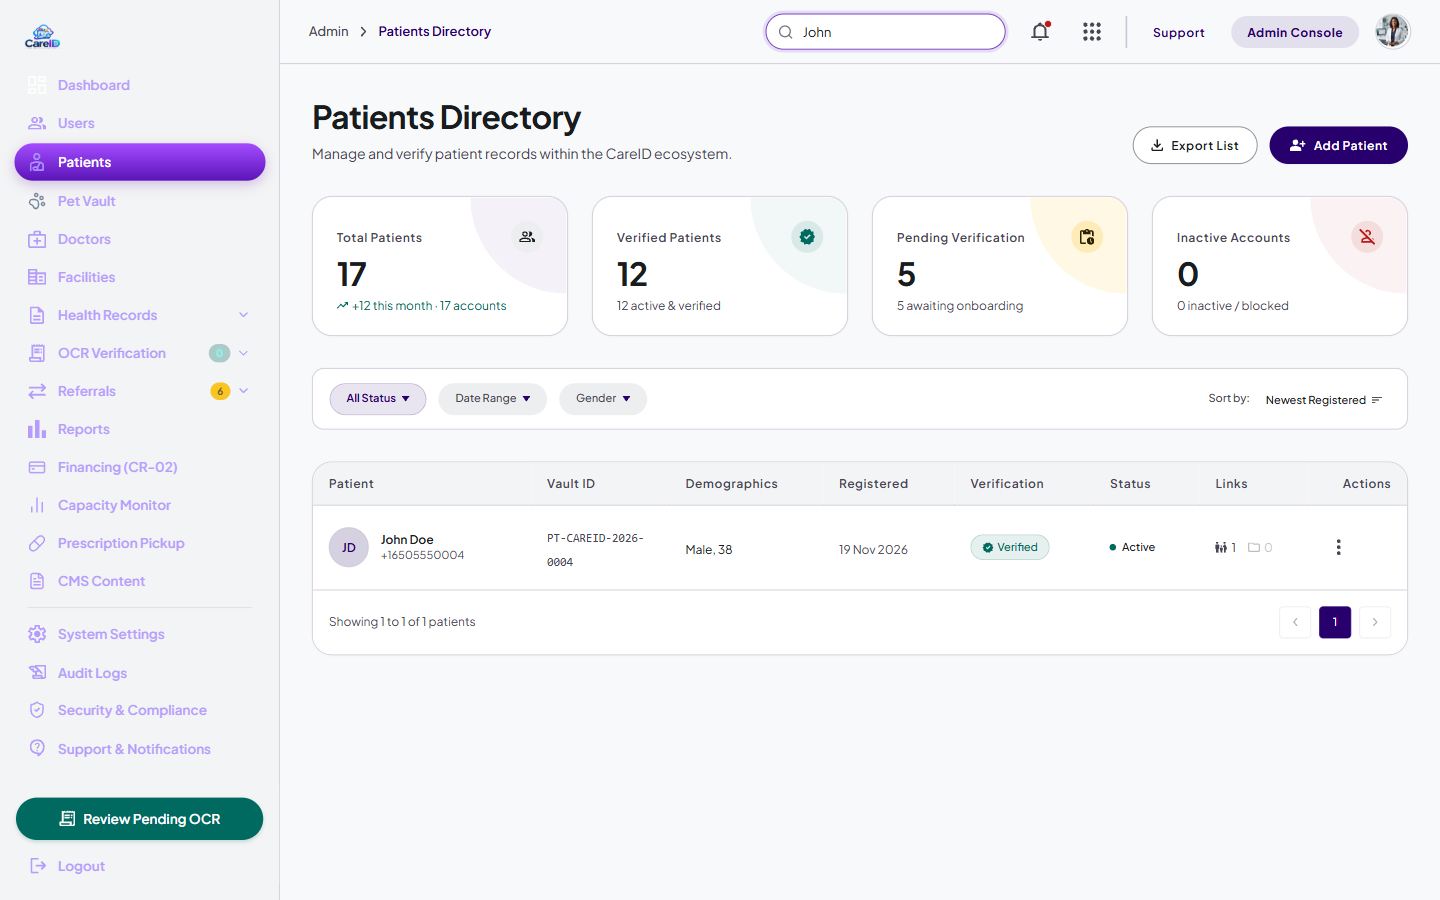 CareID
Dashboard
Users
Patients
Pet Vault
Doctors
Facilities
Health Records
OCR Verification 0
Referrals 6
Reports
Financing (CR-02)
Capacity Monitor
Prescription Pickup
CMS Content
System Settings
Audit Logs
Security & Compliance
Support & Notifications
Review Pending OCR
Logout
Admin > Patients Directory
John
Support
Admin Console
Patients Directory
Manage and verify patient records within the CareID ecosystem.
Export List
Add Patient
Total Patients
17
+12 this month · 17 accounts
Verified Patients
12
12 active & verified
Pending Verification
5
5 awaiting onboarding
Inactive Accounts
0
0 inactive / blocked
All Status
Date Range
Gender
Sort by:
Newest Registered
Patient Vault ID Demographics Registered Verification Status Links Actions
JD
John Doe
+16505550004
PT-CAREID-2026-
0004
Male, 38
19 Nov 2026
Verified
Active
1
0
Showing 1 to 1 of 1 patients
1